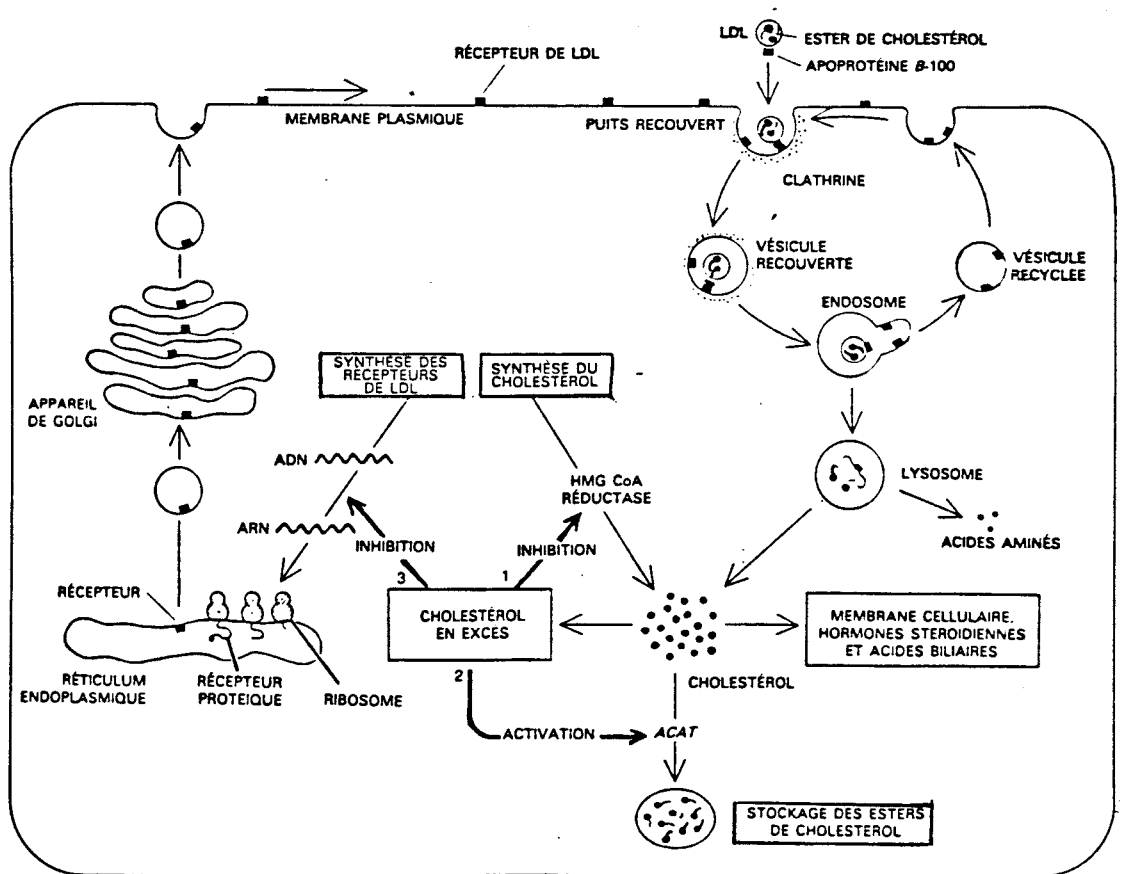 LDL
ESTER DE CHOLESTÉROL
APOPROTÉINE B-100
RÉCEPTEUR DE LDL
MEMBRANE PLASMIQUE
PUITS RECOUVERT
CLATHRINE
VÉSICULE
RECOUVERTE
VÉSICULE
RECYCLÉE
ENDOSOME
SYNTHÈSE DES
RÉCEPTEURS
DE LDL
SYNTHÈSE DU
CHOLESTÉROL
APPAREIL
DE GOLGI
ADN
HMG CoA
RÉDUCTASE
LYSOSOME
ARN
INHIBITION
INHIBITION
ACIDES AMINÉS
3
1
RÉCEPTEUR
CHOLESTÉROL
EN EXCES
MEMBRANE CELLULAIRE.
HORMONES STEROIDIENNES
ET ACIDES BILIAIRES
RÉTICULUM
ENDOPLASMIQUE
RÉCEPTEUR
PROTEIQUE
RIBOSOME
2
CHOLESTÉROL
ACTIVATION
ACAT
STOCKAGE DES ESTERS
DE CHOLESTEROL